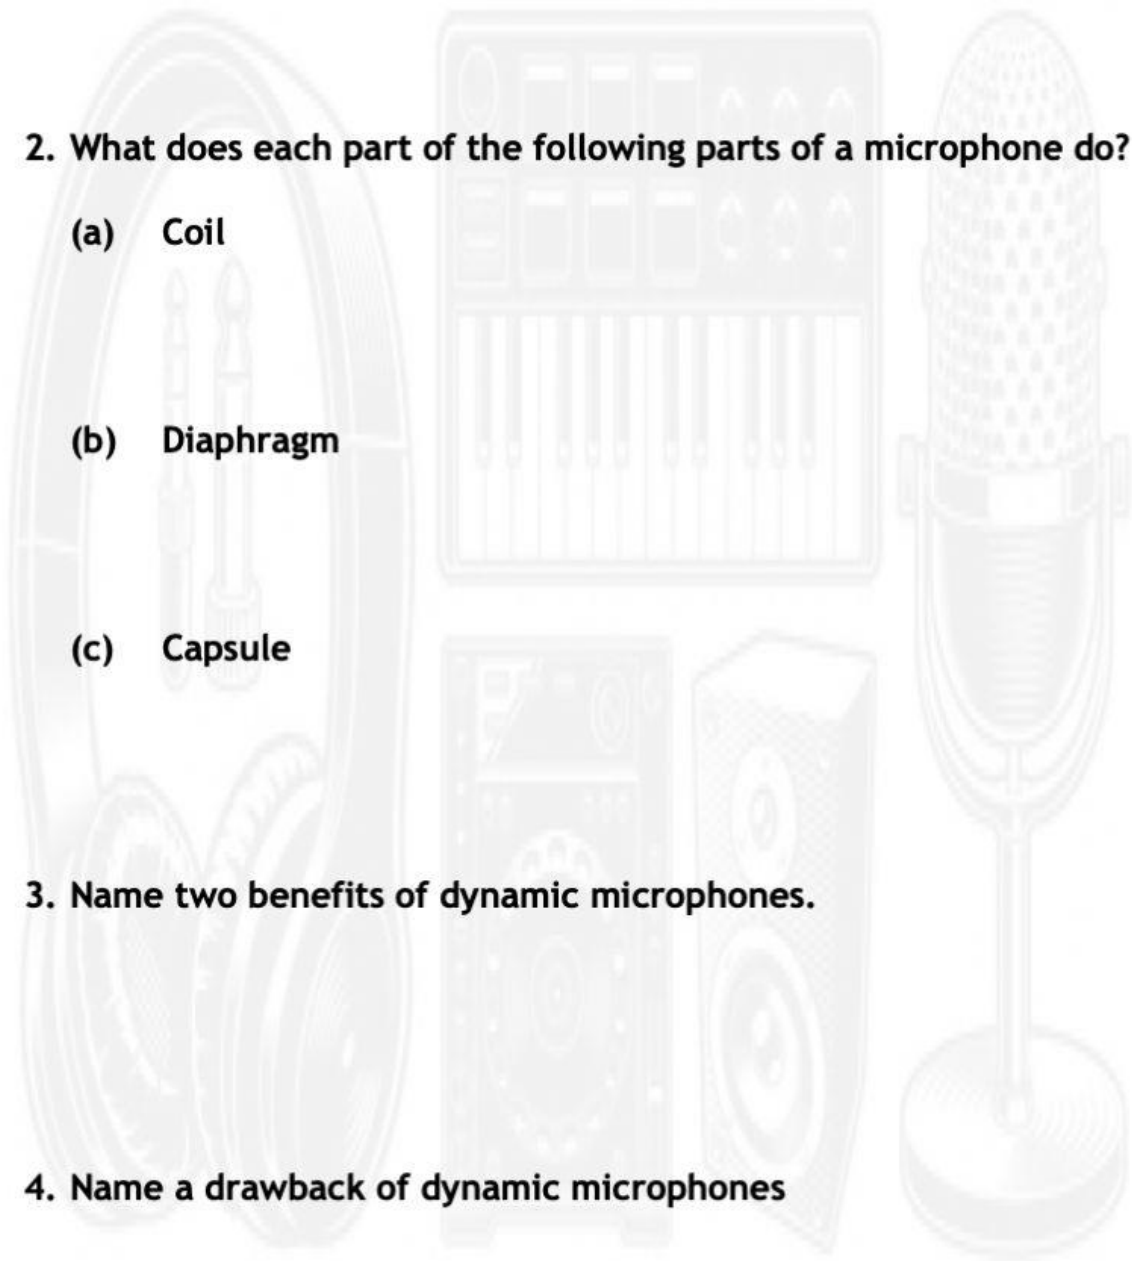 2. What does each part of the following parts of a microphone do?
(a) Coil
(b) Diaphragm
(c) Capsule
3. Name two benefits of dynamic microphones.
4. Name a drawback of dynamic microphones